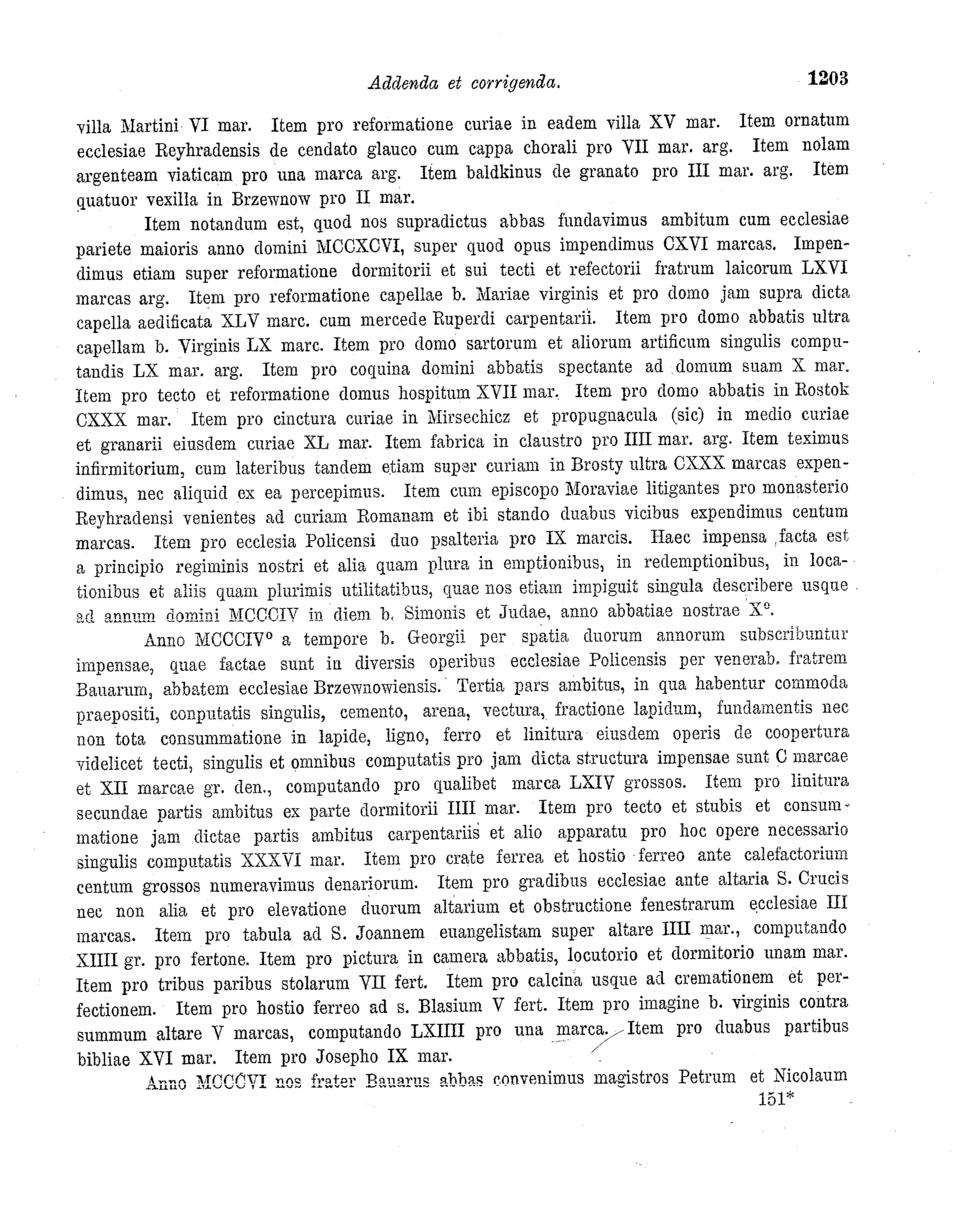 Addenda et corrigenda. 1203
villa Martini VI mar. Item pro reformatione curiae in eadem villa XV mar. Item ornatum
ecclesiae Reyhradensis de cendato glauco cum cappa chorali pro VII mar. arg. Item nolam
argenteam viaticam pro una marca arg. Item baldkinus de granato pro III mar. arg. Item
quatuor vexilla in Brzewnow pro II mar.
Item notandum est, quod nos supradictus abbas fundavimus ambitum cum ecclesiae
pariete maioris anno domini MCCXCVI, super quod opus impendimus CXVI marcas. Impen-
dimus etiam super reformatione dormitorii et sui tecti et refectorii fratrum laicorum LXVI
marcas arg. Item pro reformatione capellae b. Mariae virginis et pro domo jam supra dicta
capella aedificata XLV marc. cum mercede Ruperdi carpentarii. Item pro domo abbatis ultra
capellam b. Virginis LX marc. Item pro domo sartorum et aliorum artificum singulis compu-
tandis LX mar. arg. Item pro coquina domini abbatis spectante ad domum suam X mar.
Item pro tecto et reformatione domus hospitum XVII mar. Item pro domo abbatis in Rostok
CXXX mar. Item pro cinctura curiae in Mirsechicz et propugnacula (sic) in medio curiae
et granarii eiusdem curiae XL mar. Item fabrica in claustro pro IIII mar. arg. Item teximus
infirmitorium, cum lateribus tandem etiam super curiam in Brosty ultra CXXX marcas expen-
dimus, nec aliquid ex ea percepimus. Item cum episcopo Moraviae litigantes pro monasterio
Reyhradensi venientes ad curiam Romanam et ibi stando duabus vicibus expendimus centum
marcas. Item pro ecclesia Policensi duo psalteria pro IX marcis. Haec impensa facta est
a principio regiminis nostri et alia quam plura in emptionibus, in redemptionibus, in loca-
tionibus et aliis quam plurimis utilitatibus, quae nos etiam impiguit singula describere usque
ad annum domini MCCCIV in diem b. Simonis et Judae, anno abbatiae nostrae Xº.
Anno MCCCIVº a tempore b. Georgii per spatia duorum annorum subscribuntur
impensae, quae factae sunt in diversis operibus ecclesiae Policensis per venerab. fratrem
Bauarum, abbatem ecclesiae Brzewnowiensis. Tertia pars ambitus, in qua habentur commoda
praepositi, conputatis singulis, cemento, arena, vectura, fractione lapidum, fundamentis nec
non tota consummatione in lapide, ligno, ferro et linitura eiusdem operis de coopertura
videlicet tecti, singulis et omnibus computatis pro jam dicta structura impensae sunt C marcae
et XII marcae gr. den., computando pro qualibet marca LXIV grossos. Item pro linitura
secundae partis ambitus ex parte dormitorii IIII mar. Item pro tecto et stubis et consum-
matione jam dictae partis ambitus carpentariis et alio apparatu pro hoc opere necessario
singulis computatis XXXVI mar. Item pro crate ferrea et hostio ferreo ante calefactorium
centum grossos numeravimus denariorum. Item pro gradibus ecclesiae ante altaria S. Crucis
nec non alia et pro elevatione duorum altarium et obstructione fenestrarum ecclesiae III
marcas. Item pro tabula ad S. Joannem euangelistam super altare IIII mar., computando
XIIII gr. pro fertone. Item pro pictura in camera abbatis, locutorio et dormitorio unam mar.
Item pro tribus paribus stolarum VII fert. Item pro calcina usque ad cremationem et per-
fectionem. Item pro hostio ferreo ad s. Blasium V fert. Item pro imagine b. virginis contra
summum altare V marcas, computando LXIIII pro una marca. Item pro duabus partibus
bibliae XVI mar. Item pro Josepho IX mar.
Anno MCCCVI nos frater Bauarus abbas convenimus magistros Petrum et Nicolaum
151*